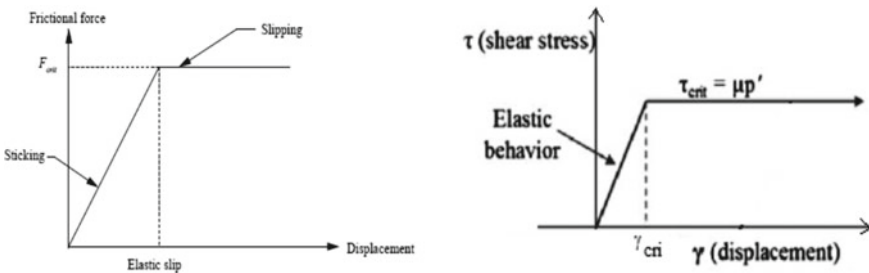 Frictional force
Slipping
F_crit
Sticking
Displacement
Elastic slip
τ (shear stress)
τ_crit = μp′
Elastic
behavior
γ_cri
γ (displacement)